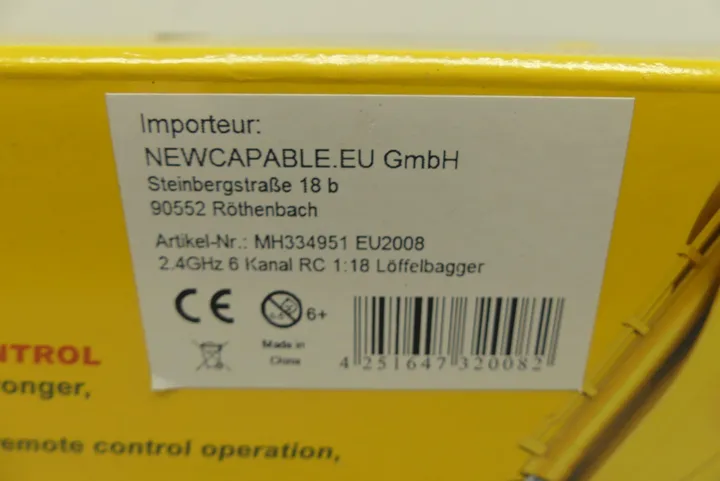 Importeur:
NEWCAPABLE.EU GmbH
Steinbergstraße 18 b
90552 Röthenbach
Artikel-Nr.: MH334951 EU2008
2.4GHz 6 Kanal RC 1:18 Löffelbagger
CE
6+
Made in
China
4 251647 320082
NTROL
onger,
emote control operation,